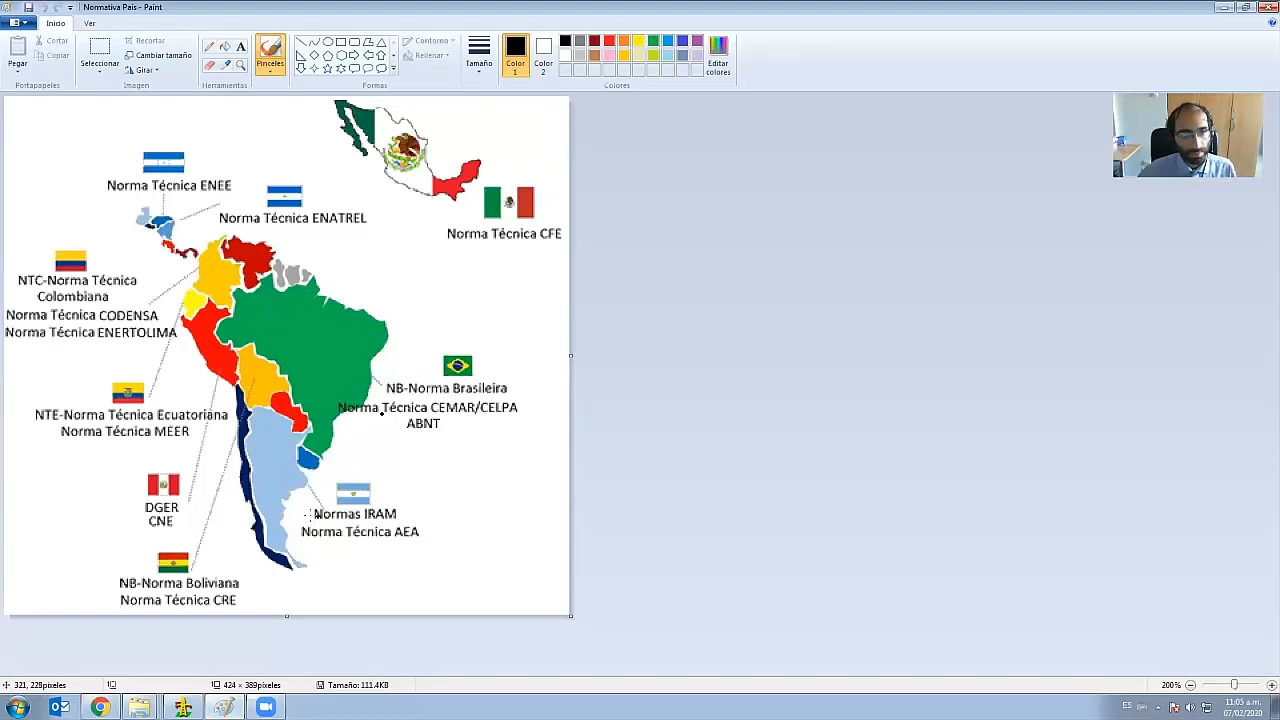 Normativa Pais - Paint
Inicio
Ver
Pegar
Cortar
Copiar
Portapapeles
Seleccionar
Recortar
Cambiar tamaño
Girar
Imagen
Herramientas
Pinceles
Contorno
Rellenar
Formas
Tamaño
Color
1
Color
2
Editar
colores
Colores
Norma Técnica ENEE
Norma Técnica ENATREL
Norma Técnica CFE
NTC-Norma Técnica
Colombiana
Norma Técnica CODENSA
Norma Técnica ENERTOLIMA
NB-Norma Brasileira
Norma Técnica CEMAR/CELPA
ABNT
NTE-Norma Técnica Ecuatoriana
Norma Técnica MEER
DGER
CNE
Normas IRAM
Norma Técnica AEA
NB-Norma Boliviana
Norma Técnica CRE
321, 229píxeles
424 × 389píxeles
Tamaño: 111.4KB
200%
ES
11:05 a.m.
07/02/2020